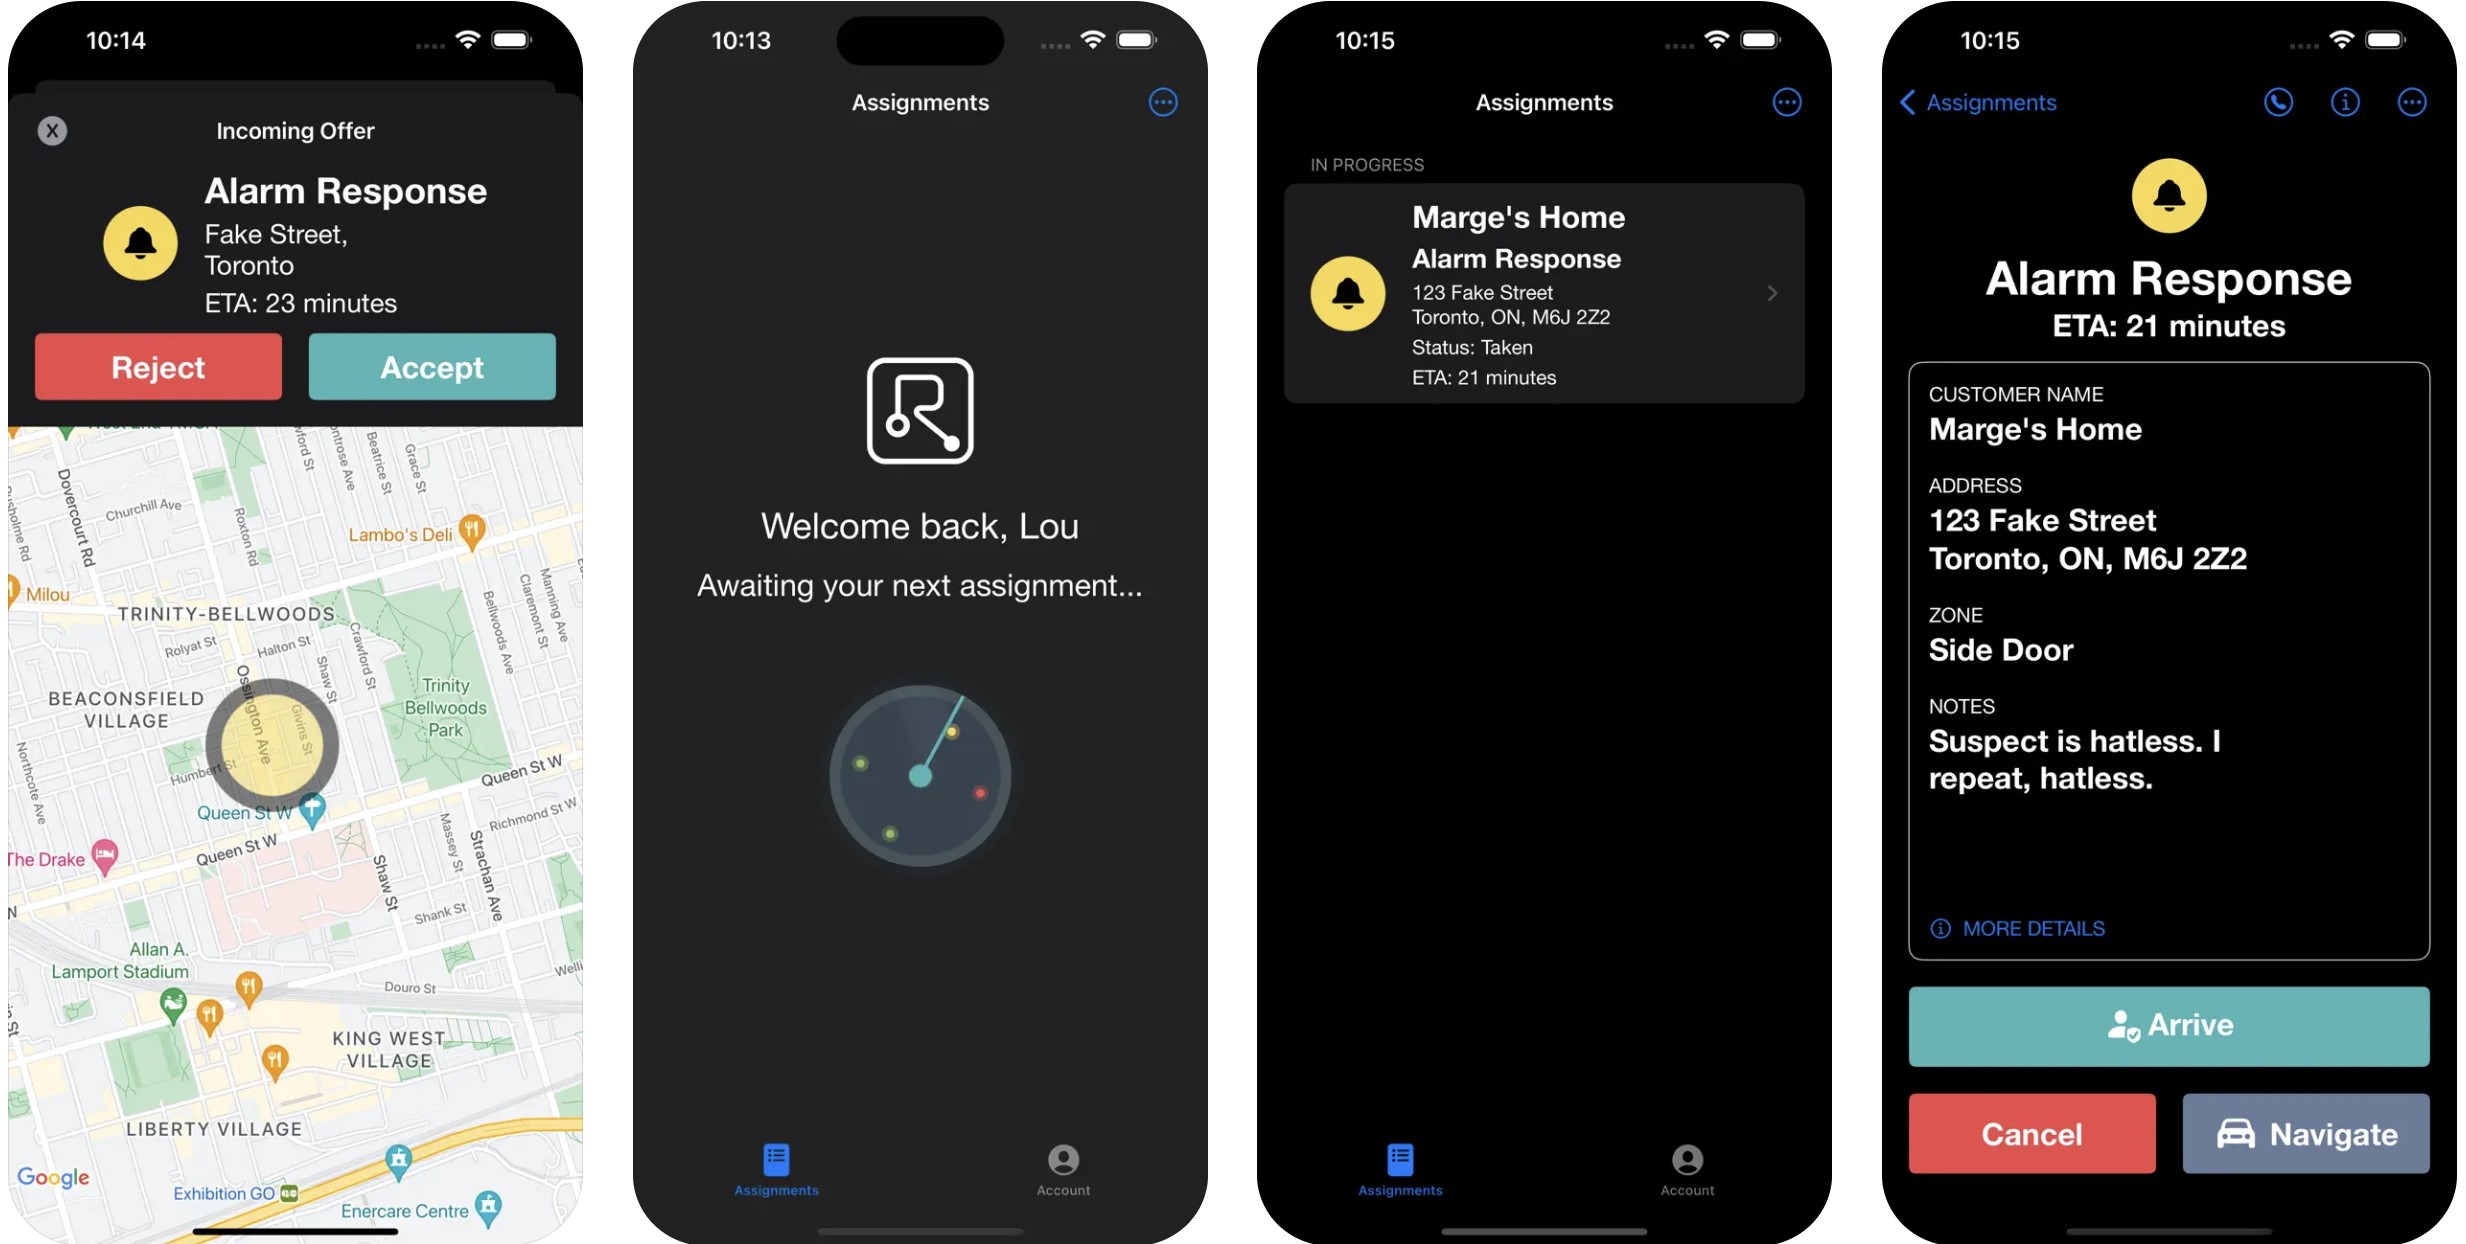 10:14
X
Incoming Offer
Alarm Response
Fake Street,
Toronto
ETA: 23 minutes
Reject
Accept
Dovercourt Rd
Churchill Ave
Roxton Rd
Beatrice St
Grace St
Lambo's Deli
Milou
TRINITY-BELLWOODS
Rolyat St
Halton St
Shaw St
Crawford St
Bellwoods Ave
Claremont St
Manning Ave
BEACONSFIELD
VILLAGE
Ossington Ave
Givins St
Trinity
Bellwoods
Park
Northcote Ave
Humbert St
Queen St W
Queen St W
Queen St W
Richmond St W
The Drake
Massey St
Strachan Ave
Shaw St
Shank St
Allan A.
Lamport Stadium
Douro St
KING WEST
VILLAGE
LIBERTY VILLAGE
Google
Exhibition GO
Enercare Centre
10:13
Assignments
R
Welcome back, Lou
Awaiting your next assignment...
Assignments
Account
10:15
Assignments
IN PROGRESS
Marge's Home
Alarm Response
123 Fake Street
Toronto, ON, M6J 2Z2
Status: Taken
ETA: 21 minutes
Assignments
Account
10:15
Assignments
Alarm Response
ETA: 21 minutes
CUSTOMER NAME
Marge's Home
ADDRESS
123 Fake Street
Toronto, ON, M6J 2Z2
ZONE
Side Door
NOTES
Suspect is hatless. I
repeat, hatless.
MORE DETAILS
Arrive
Cancel
Navigate